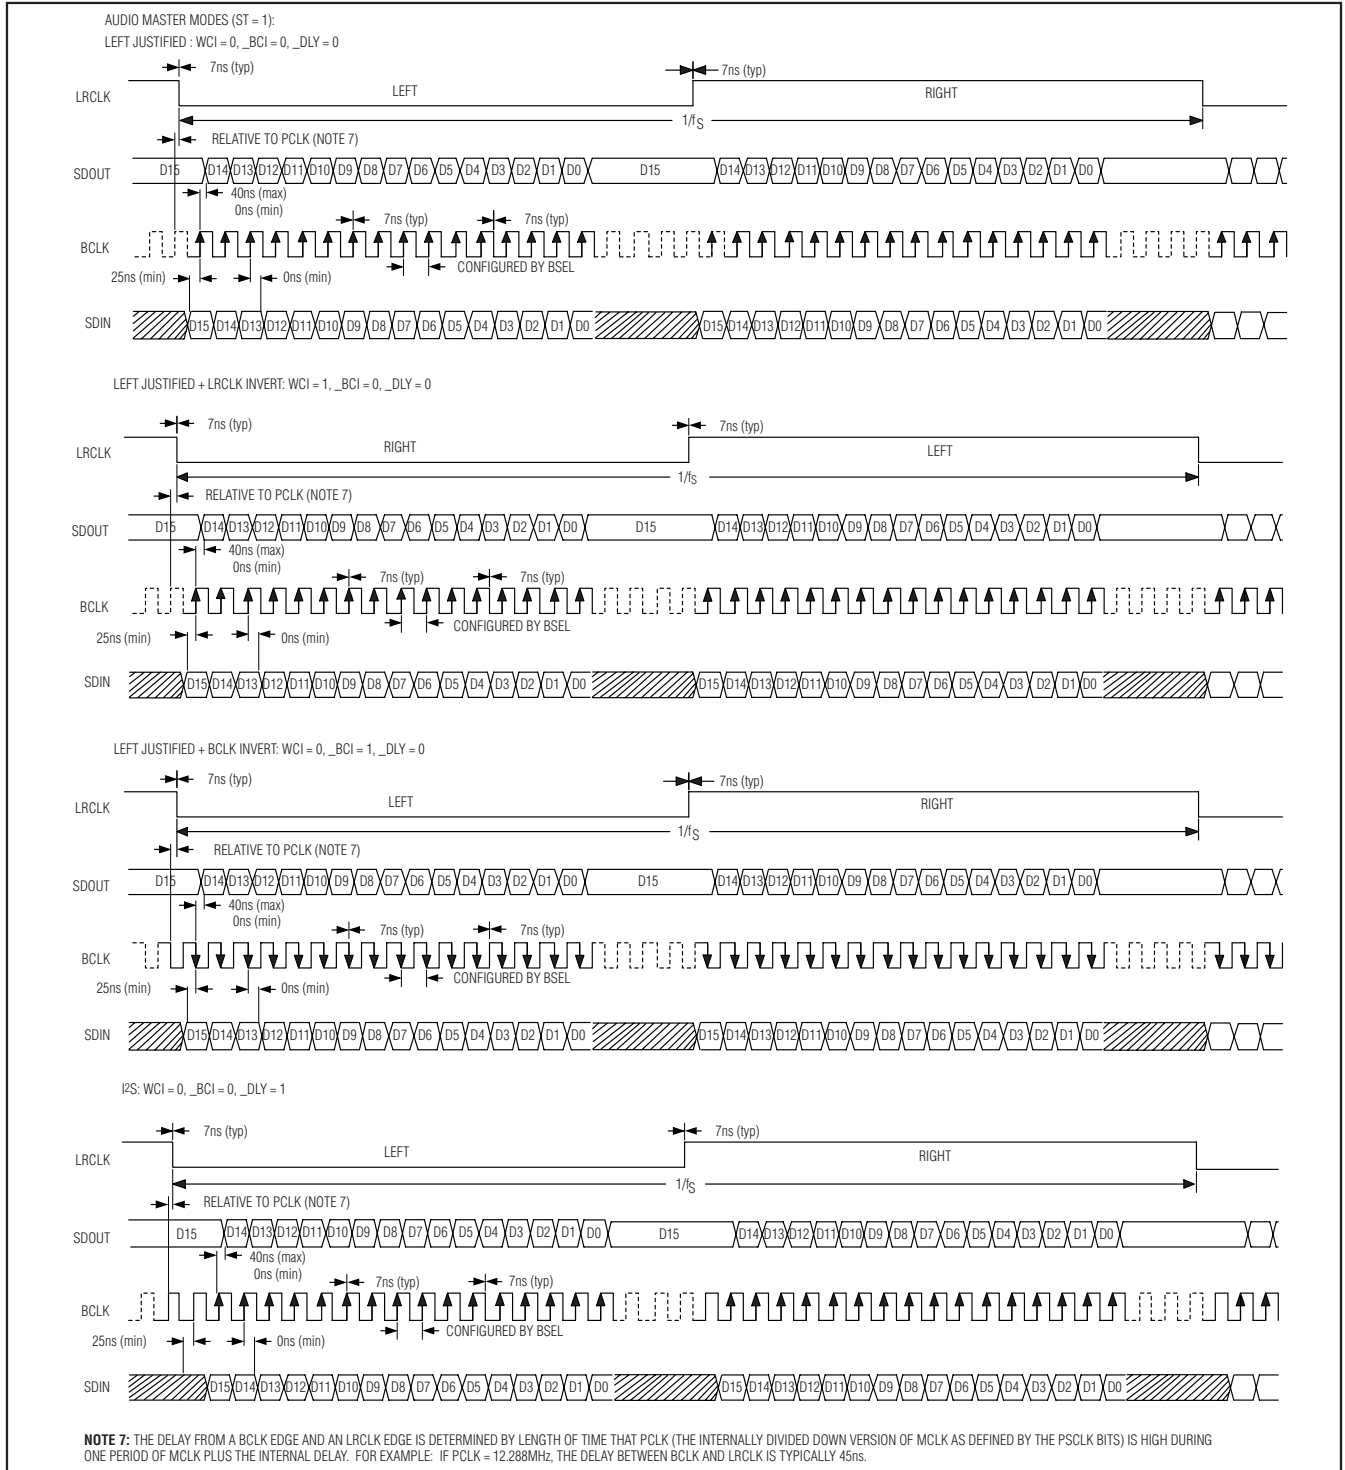 AUDIO MASTER MODES (ST = 1):
LEFT JUSTIFIED : WCI = 0, _BCI = 0, _DLY = 0
7ns (typ) 7ns (typ)
LRCLK LEFT RIGHT
1/fS
RELATIVE TO PCLK (NOTE 7)
SDOUT D15 D14 D13 D12 D11 D10 D9 D8 D7 D6 D5 D4 D3 D2 D1 D0 D15 D14 D13 D12 D11 D10 D9 D8 D7 D6 D5 D4 D3 D2 D1 D0
40ns (max)
0ns (min) 7ns (typ) 7ns (typ)
BCLK
25ns (min) 0ns (min) CONFIGURED BY BSEL
SDIN D15 D14 D13 D12 D11 D10 D9 D8 D7 D6 D5 D4 D3 D2 D1 D0 D15 D14 D13 D12 D11 D10 D9 D8 D7 D6 D5 D4 D3 D2 D1 D0
LEFT JUSTIFIED + LRCLK INVERT: WCI = 1, _BCI = 0, _DLY = 0
7ns (typ) 7ns (typ)
LRCLK RIGHT LEFT
1/fS
RELATIVE TO PCLK (NOTE 7)
SDOUT D15 D14 D13 D12 D11 D10 D9 D8 D7 D6 D5 D4 D3 D2 D1 D0 D15 D14 D13 D12 D11 D10 D9 D8 D7 D6 D5 D4 D3 D2 D1 D0
40ns (max)
0ns (min) 7ns (typ) 7ns (typ)
BCLK
25ns (min) 0ns (min) CONFIGURED BY BSEL
SDIN D15 D14 D13 D12 D11 D10 D9 D8 D7 D6 D5 D4 D3 D2 D1 D0 D15 D14 D13 D12 D11 D10 D9 D8 D7 D6 D5 D4 D3 D2 D1 D0
LEFT JUSTIFIED + BCLK INVERT: WCI = 0, _BCI = 1, _DLY = 0
7ns (typ) 7ns (typ)
LRCLK LEFT RIGHT
1/fS
RELATIVE TO PCLK (NOTE 7)
SDOUT D15 D14 D13 D12 D11 D10 D9 D8 D7 D6 D5 D4 D3 D2 D1 D0 D15 D14 D13 D12 D11 D10 D9 D8 D7 D6 D5 D4 D3 D2 D1 D0
40ns (max)
0ns (min) 7ns (typ) 7ns (typ)
BCLK
25ns (min) 0ns (min) CONFIGURED BY BSEL
SDIN D15 D14 D13 D12 D11 D10 D9 D8 D7 D6 D5 D4 D3 D2 D1 D0 D15 D14 D13 D12 D11 D10 D9 D8 D7 D6 D5 D4 D3 D2 D1 D0
I2S: WCI = 0, _BCI = 0, _DLY = 1
7ns (typ) 7ns (typ)
LRCLK LEFT RIGHT
1/fS
RELATIVE TO PCLK (NOTE 7)
SDOUT D15 D14 D13 D12 D11 D10 D9 D8 D7 D6 D5 D4 D3 D2 D1 D0 D15 D14 D13 D12 D11 D10 D9 D8 D7 D6 D5 D4 D3 D2 D1 D0
40ns (max)
0ns (min) 7ns (typ) 7ns (typ)
BCLK
25ns (min) 0ns (min) CONFIGURED BY BSEL
SDIN D15 D14 D13 D12 D11 D10 D9 D8 D7 D6 D5 D4 D3 D2 D1 D0 D15 D14 D13 D12 D11 D10 D9 D8 D7 D6 D5 D4 D3 D2 D1 D0
NOTE 7: THE DELAY FROM A BCLK EDGE AND AN LRCLK EDGE IS DETERMINED BY LENGTH OF TIME THAT PCLK (THE INTERNALLY DIVIDED DOWN VERSION OF MCLK AS DEFINED BY THE PSCLK BITS) IS HIGH DURING
ONE PERIOD OF MCLK PLUS THE INTERNAL DELAY. FOR EXAMPLE: IF PCLK = 12.288MHz, THE DELAY BETWEEN BCLK AND LRCLK IS TYPICALLY 45ns.